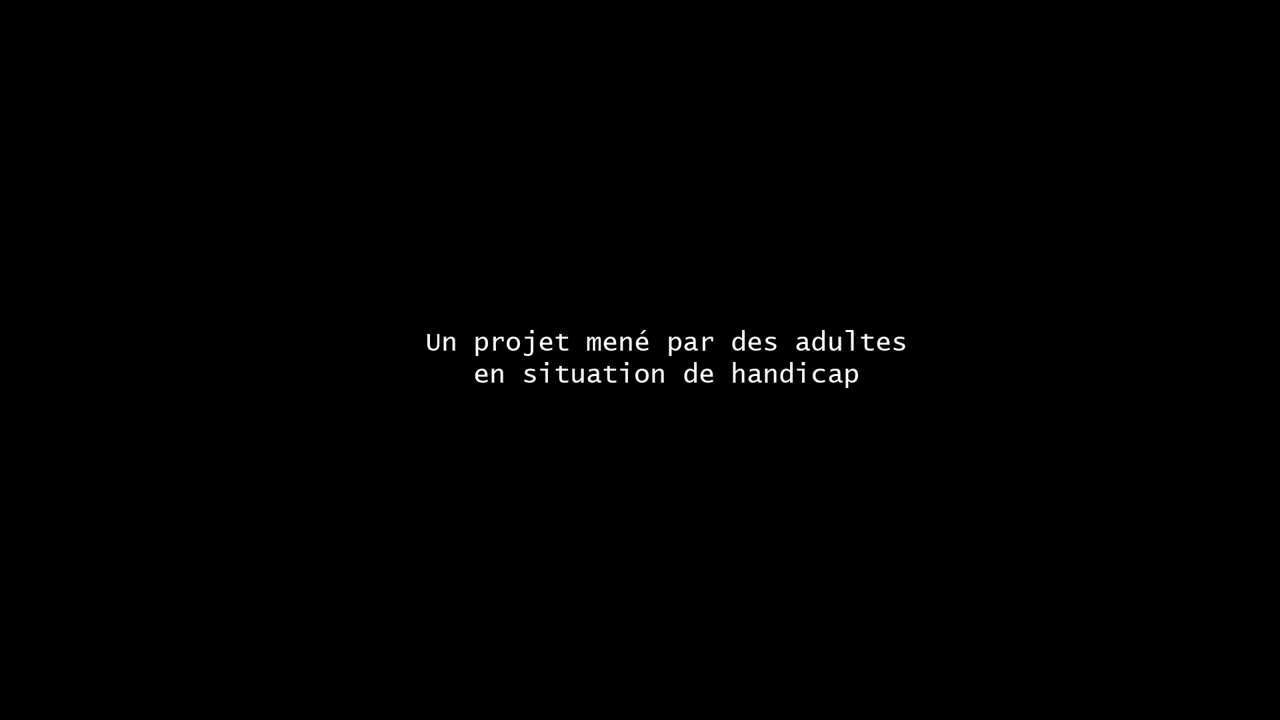 Un projet mené par des adultes
en situation de handicap